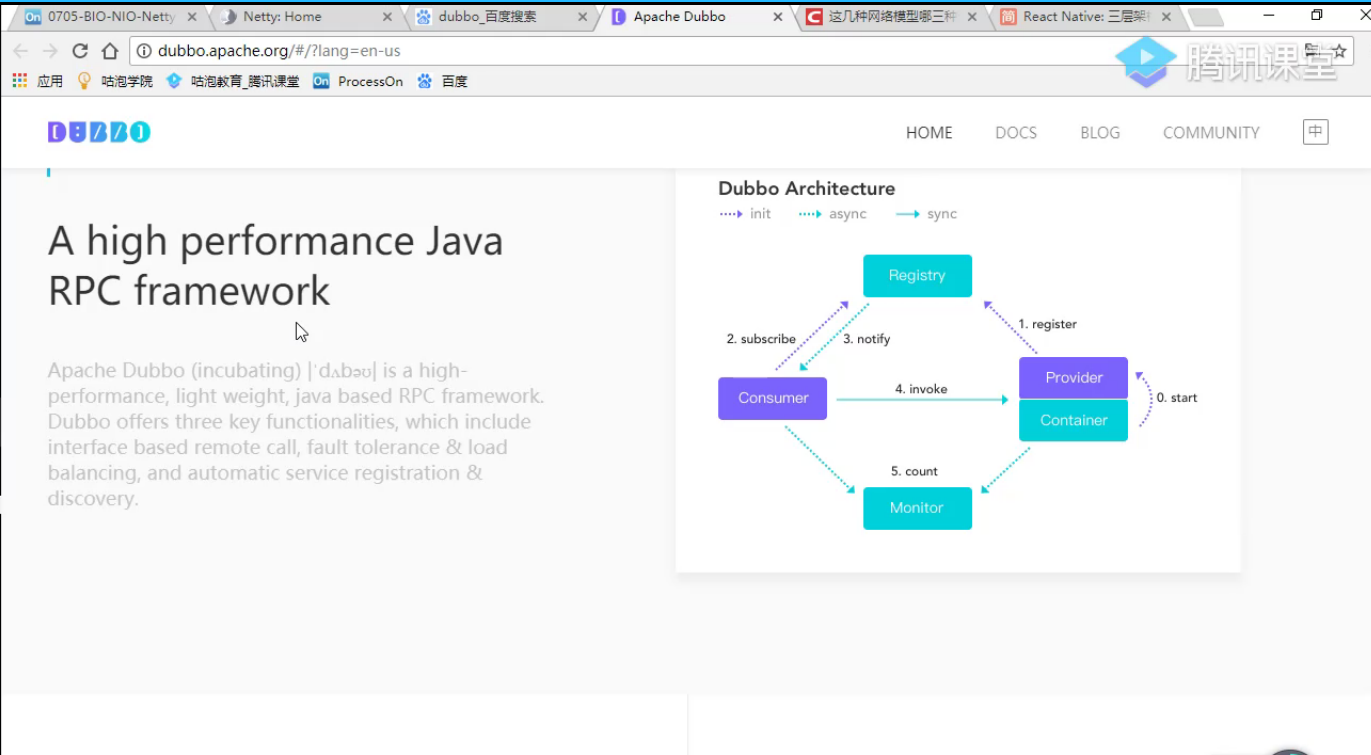 0705-BIO-NIO-Netty
Netty: Home
dubbo_百度搜索
Apache Dubbo
这几种网络模型哪三种
React Native: 三层架
dubbo.apache.org/#/?lang=en-us
腾讯课堂
应用
咕泡学院
咕泡教育_腾讯课堂
On ProcessOn
百度
DUBBO
HOME
DOCS
BLOG
COMMUNITY
中
A high performance Java
RPC framework
Apache Dubbo (incubating) |ˈdʌbəʊ| is a high-
performance, light weight, java based RPC framework.
Dubbo offers three key functionalities, which include
interface based remote call, fault tolerance & load
balancing, and automatic service registration &
discovery.
Dubbo Architecture
init
async
sync
Registry
1. register
2. subscribe
3. notify
Provider
4. invoke
Consumer
0. start
Container
5. count
Monitor